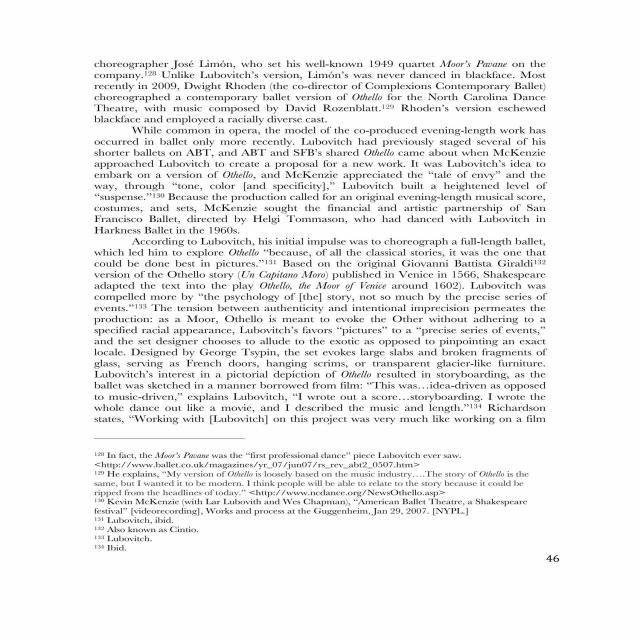 choreographer José Limón, who set his well-known 1949 quartet Moor's Pavane on the
company.128 Unlike Lubovitch's version, Limón's was never danced in blackface. Most
recently in 2009, Dwight Rhoden (the co-director of Complexions Contemporary Ballet)
choreographed a contemporary ballet version of Othello for the North Carolina Dance
Theatre, with music composed by David Rozenblatt.129 Rhoden's version eschewed
blackface and employed a racially diverse cast.
While common in opera, the model of the co-produced evening-length work has
occurred in ballet only more recently. Lubovitch had previously staged several of his
shorter ballets on ABT, and ABT and SFB's shared Othello came about when McKenzie
approached Lubovitch to create a proposal for a new work. It was Lubovitch's idea to
embark on a version of Othello, and McKenzie appreciated the "tale of envy" and the
way, through "tone, color [and specificity]," Lubovitch built a heightened level of
"suspense."130 Because the production called for an original evening-length musical score,
costumes, and sets, McKenzie sought the financial and artistic partnership of San
Francisco Ballet, directed by Helgi Tommason, who had danced with Lubovitch in
Harkness Ballet in the 1960s.
According to Lubovitch, his initial impulse was to choreograph a full-length ballet,
which led him to explore Othello "because, of all the classical stories, it was the one that
could be done best in pictures."131 Based on the original Giovanni Battista Giraldi132
version of the Othello story (Un Capitano Moro) published in Venice in 1566, Shakespeare
adapted the text into the play Othello, the Moor of Venice around 1602). Lubovitch was
compelled more by "the psychology of [the] story, not so much by the precise series of
events."133 The tension between authenticity and intentional imprecision permeates the
production: as a Moor, Othello is meant to evoke the Other without adhering to a
specified racial appearance, Lubovitch's favors "pictures" to a "precise series of events,"
and the set designer chooses to allude to the exotic as opposed to pinpointing an exact
locale. Designed by George Tsypin, the set evokes large slabs and broken fragments of
glass, serving as French doors, hanging scrims, or transparent glacier-like furniture.
Lubovitch's interest in a pictorial depiction of Othello resulted in storyboarding, as the
ballet was sketched in a manner borrowed from film: "This was…idea-driven as opposed
to music-driven," explains Lubovitch, "I wrote out a score…storyboarding. I wrote the
whole dance out like a movie, and I described the music and length."134 Richardson
states, "Working with [Lubovitch] on this project was very much like working on a film
128 In fact, the Moor's Pavane was the "first professional dance" piece Lubovitch ever saw.
<http://www.ballet.co.uk/magazines/yr_07/jun07/rs_rev_abt2_0507.htm>
129 He explains, "My version of Othello is loosely based on the music industry….The story of Othello is the
same, but I wanted it to be modern. I think people will be able to relate to the story because it could be
ripped from the headlines of today." <http://www.ncdance.org/NewsOthello.asp>
130 Kevin McKenzie (with Lar Lubovith and Wes Chapman), "American Ballet Theatre, a Shakespeare
festival" [videorecording], Works and process at the Guggenheim, Jan 29, 2007. [NYPL.]
131 Lubovitch, ibid.
132 Also known as Cintio.
133 Lubovitch.
134 Ibid.
46